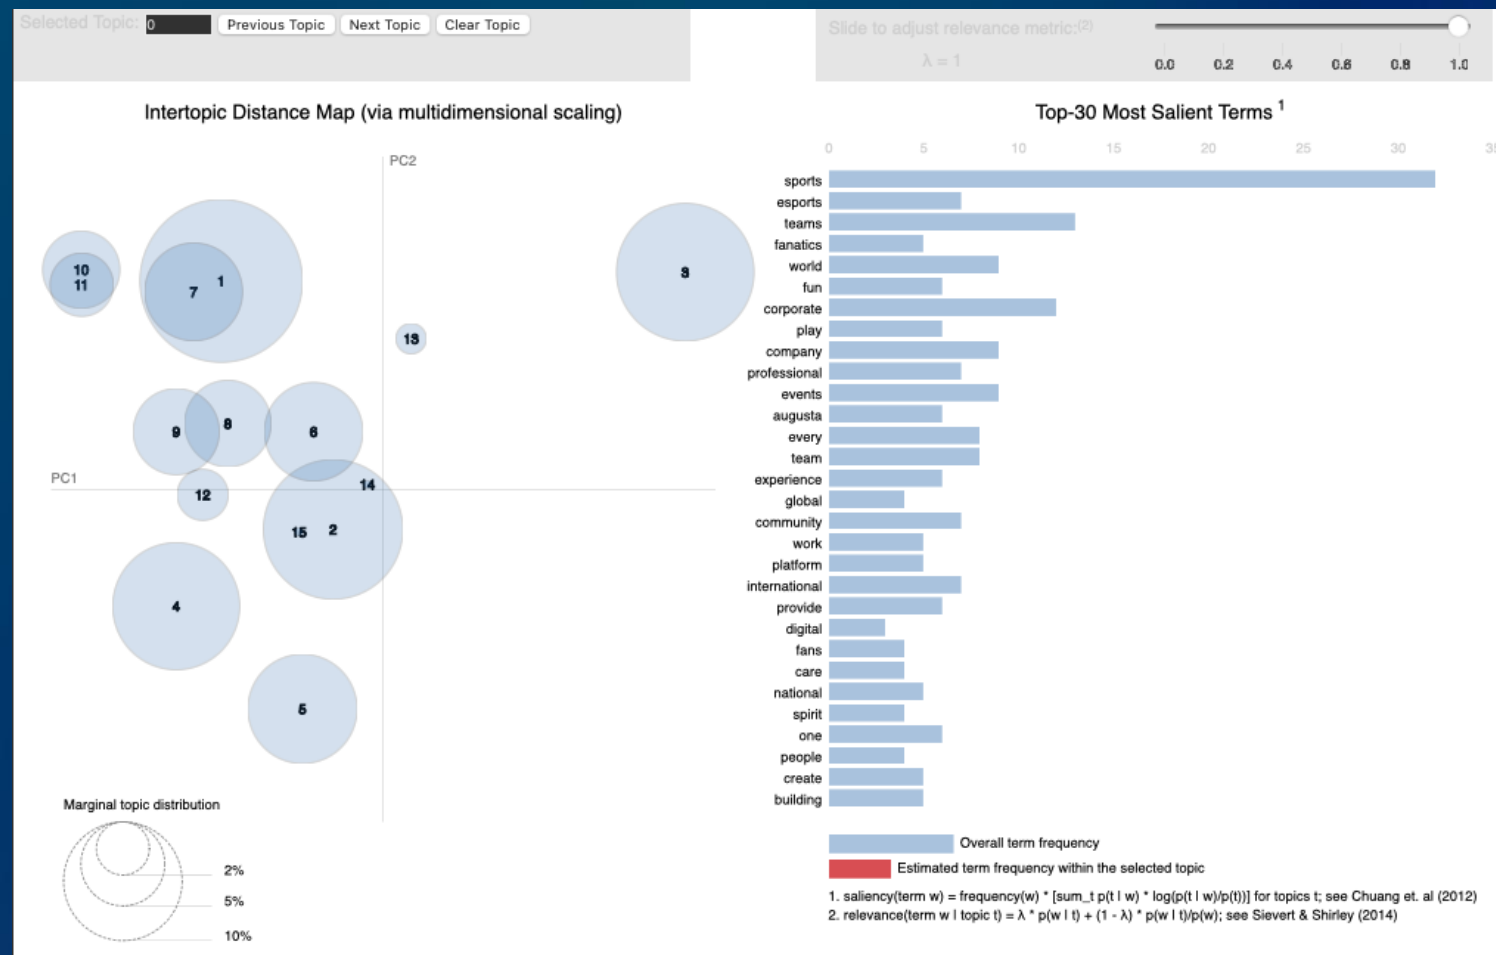 Selected Topic: 0 Previous Topic Next Topic Clear Topic
Slide to adjust relevance metric:(2)
λ = 1
0.0 0.2 0.4 0.6 0.8 1.0
Intertopic Distance Map (via multidimensional scaling)
PC2
PC1
10
11
7
1
3
13
9
8
6
12
14
15
2
4
5
Marginal topic distribution
2%
5%
10%
Top-30 Most Salient Terms 1
0 5 10 15 20 25 30
sports
esports
teams
fanatics
world
fun
corporate
play
company
professional
events
augusta
every
team
experience
global
community
work
platform
international
provide
digital
fans
care
national
spirit
one
people
create
building
Overall term frequency
Estimated term frequency within the selected topic
1. saliency(term w) = frequency(w) * [sum_t p(t | w) * log(p(t | w)/p(t))] for topics t; see Chuang et. al (2012)
2. relevance(term w | topic t) = λ * p(w | t) + (1 - λ) * p(w | t)/p(w); see Sievert & Shirley (2014)